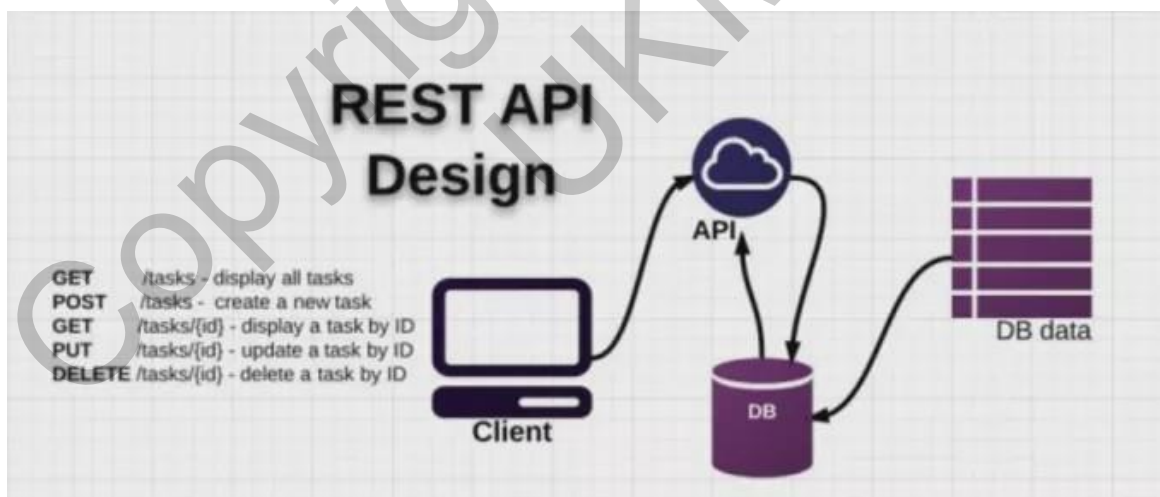 REST API
Design
GET /tasks - display all tasks
POST /tasks - create a new task
GET /tasks/{id} - display a task by ID
PUT /tasks/{id} - update a task by ID
DELETE /tasks/{id} - delete a task by ID
Client
API
DB
DB data
Copyright
UKM